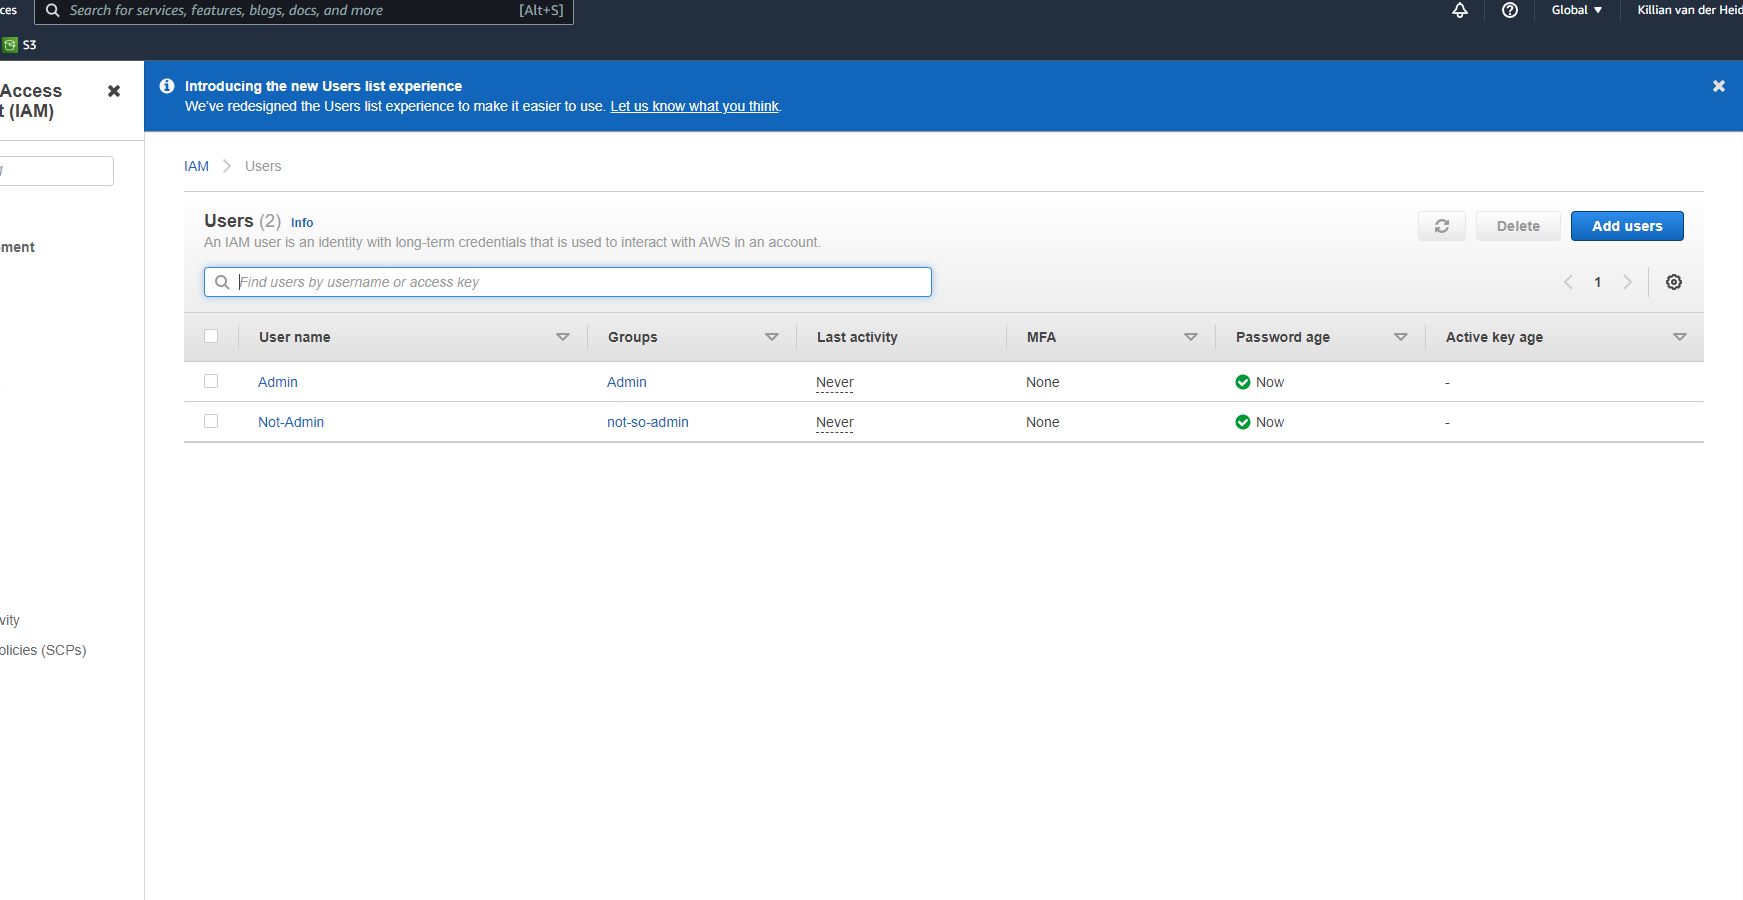 ces Search for services, features, blogs, docs, and more [Alt+S] Global ▼ Killian van der Heid
S3
Access
t (IAM)
Introducing the new Users list experience
We've redesigned the Users list experience to make it easier to use. Let us know what you think.
IAM > Users
Users (2) Info
An IAM user is an identity with long-term credentials that is used to interact with AWS in an account.
Delete
Add users
ment
Find users by username or access key
1
User name Groups Last activity MFA Password age Active key age
Admin Admin Never None Now -
Not-Admin not-so-admin Never None Now -
vity
olicies (SCPs)